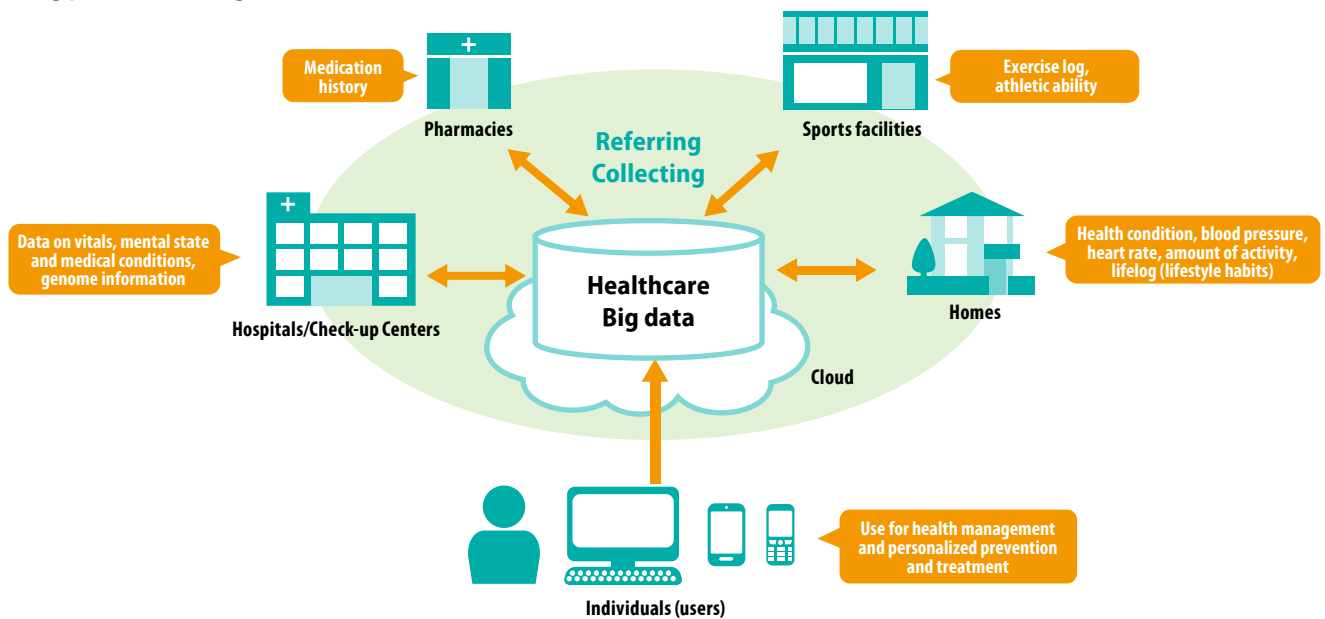 Medication
history
Pharmacies
Exercise log,
athletic ability
Sports facilities
Referring
Collecting
Data on vitals, mental state
and medical conditions,
genome information
Hospitals/Check-up Centers
Healthcare
Big data
Health condition, blood pressure,
heart rate, amount of activity,
lifelog (lifestyle habits)
Homes
Cloud
Use for health management
and personalized prevention
and treatment
Individuals (users)